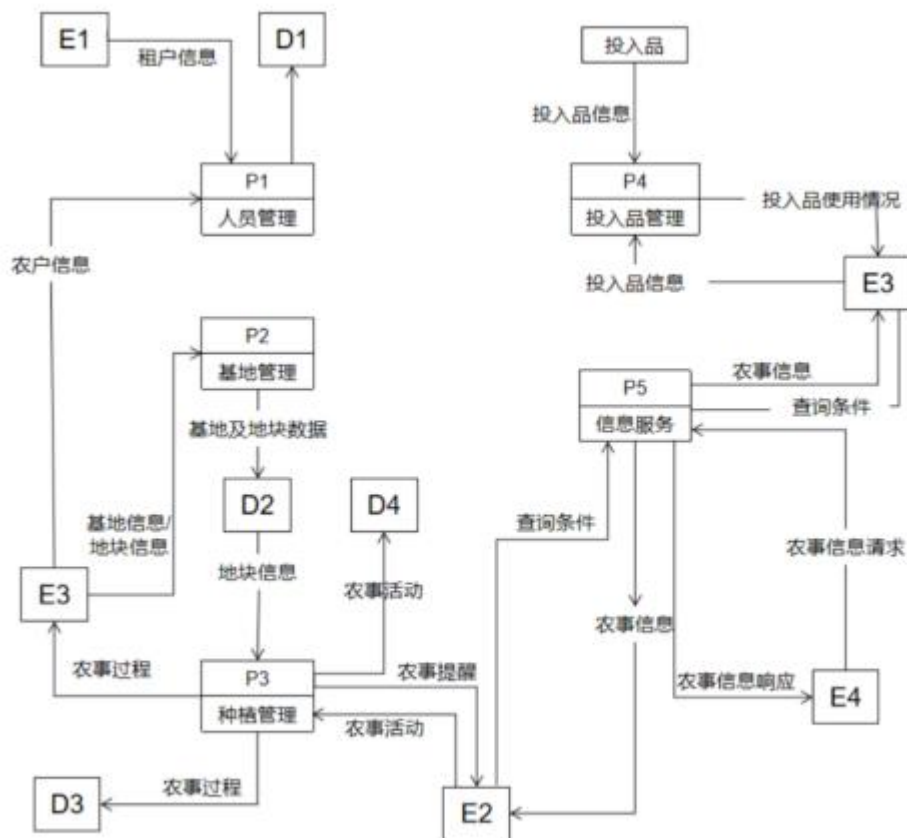 E1
D1
投入品
租户信息
投入品信息
P1
人员管理
P4
投入品管理
投入品使用情况
农户信息
投入品信息
E3
P2
基地管理
农事信息
P5
信息服务
查询条件
基地及地块数据
D2
D4
基地信息/
地块信息
查询条件
农事信息请求
地块信息
E3
农事活动
农事信息
农事过程
P3
种植管理
农事提醒
农事活动
农事信息响应
E4
农事过程
D3
E2